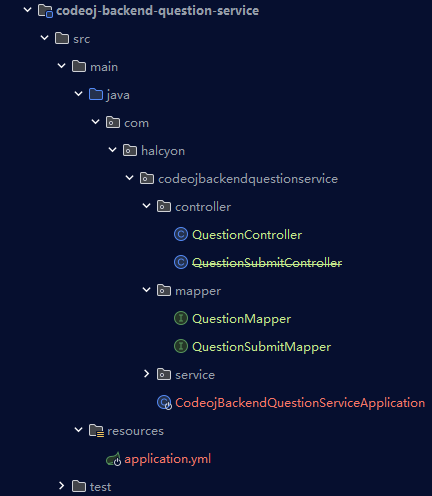 codeoj-backend-question-service
src
main
java
com
halcyon
codeojbackendquestionservice
controller
QuestionController
QuestionSubmitController
mapper
QuestionMapper
QuestionSubmitMapper
service
CodeojBackendQuestionServiceApplication
resources
application.yml
test